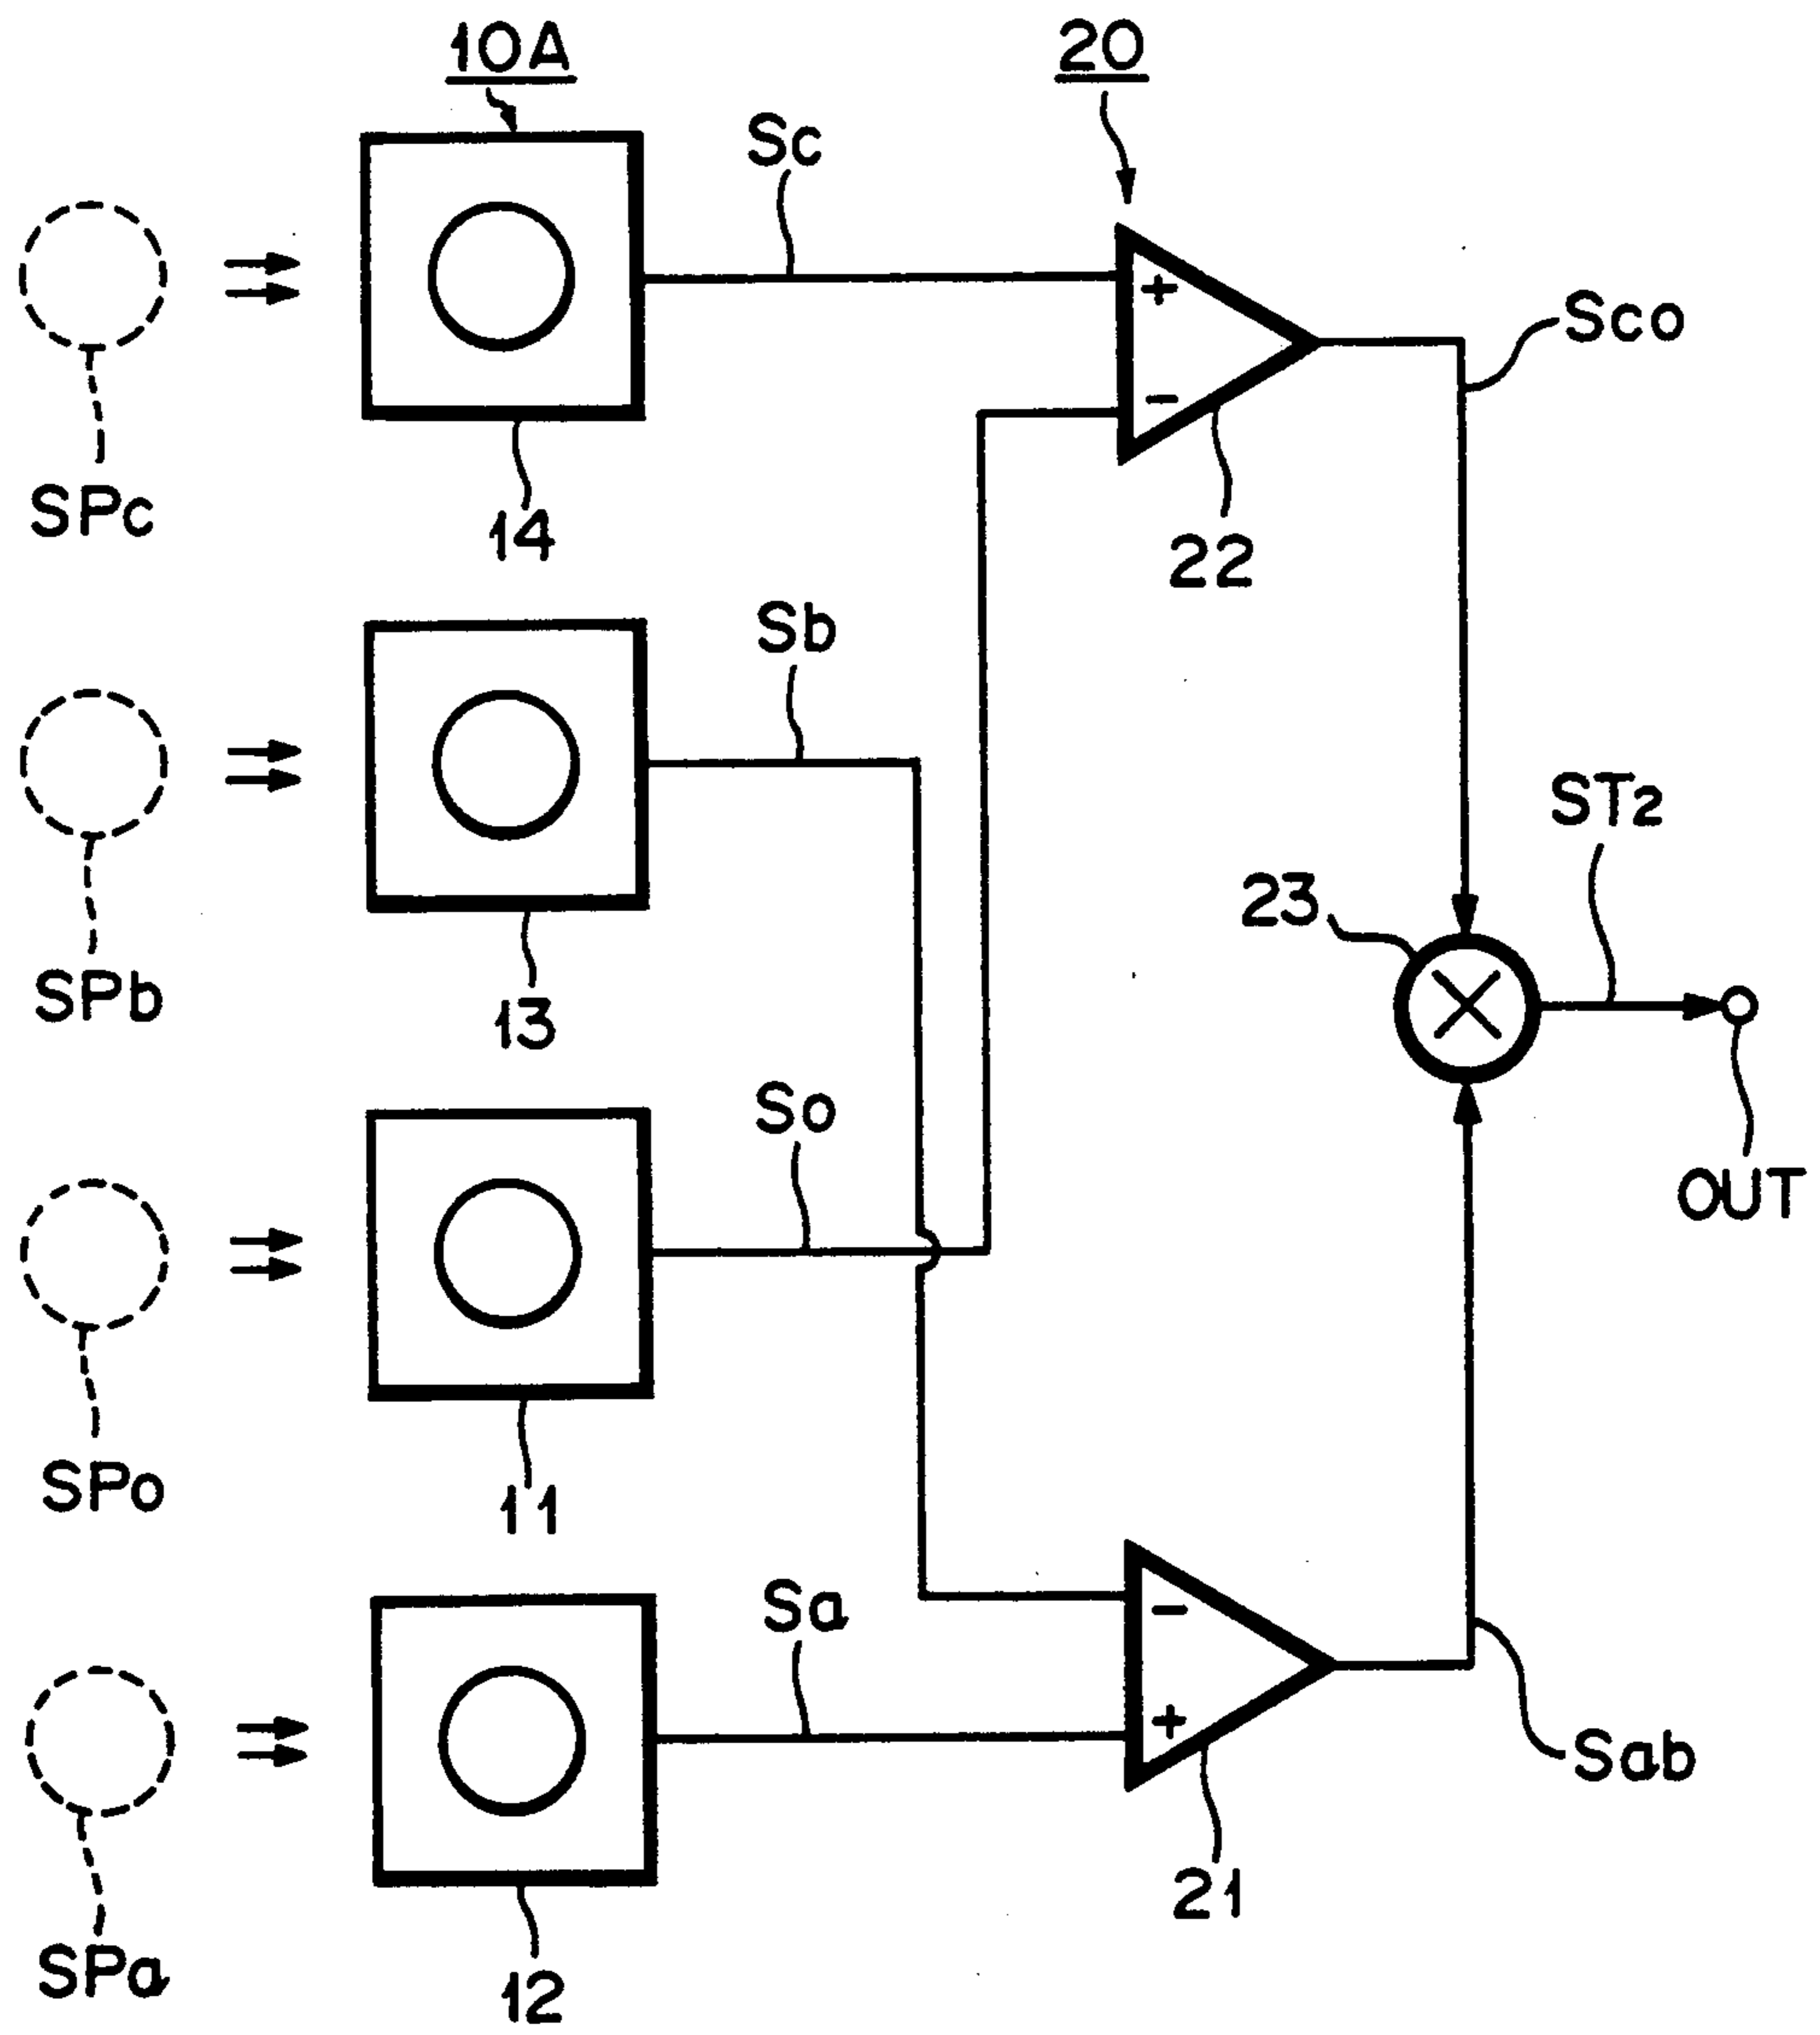 10A
20
Sc
+
-
Sco
SPc
14
22
Sb
ST2
23
SPb
13
So
OUT
SPo
11
Sa
-
+
Sab
21
SPa
12